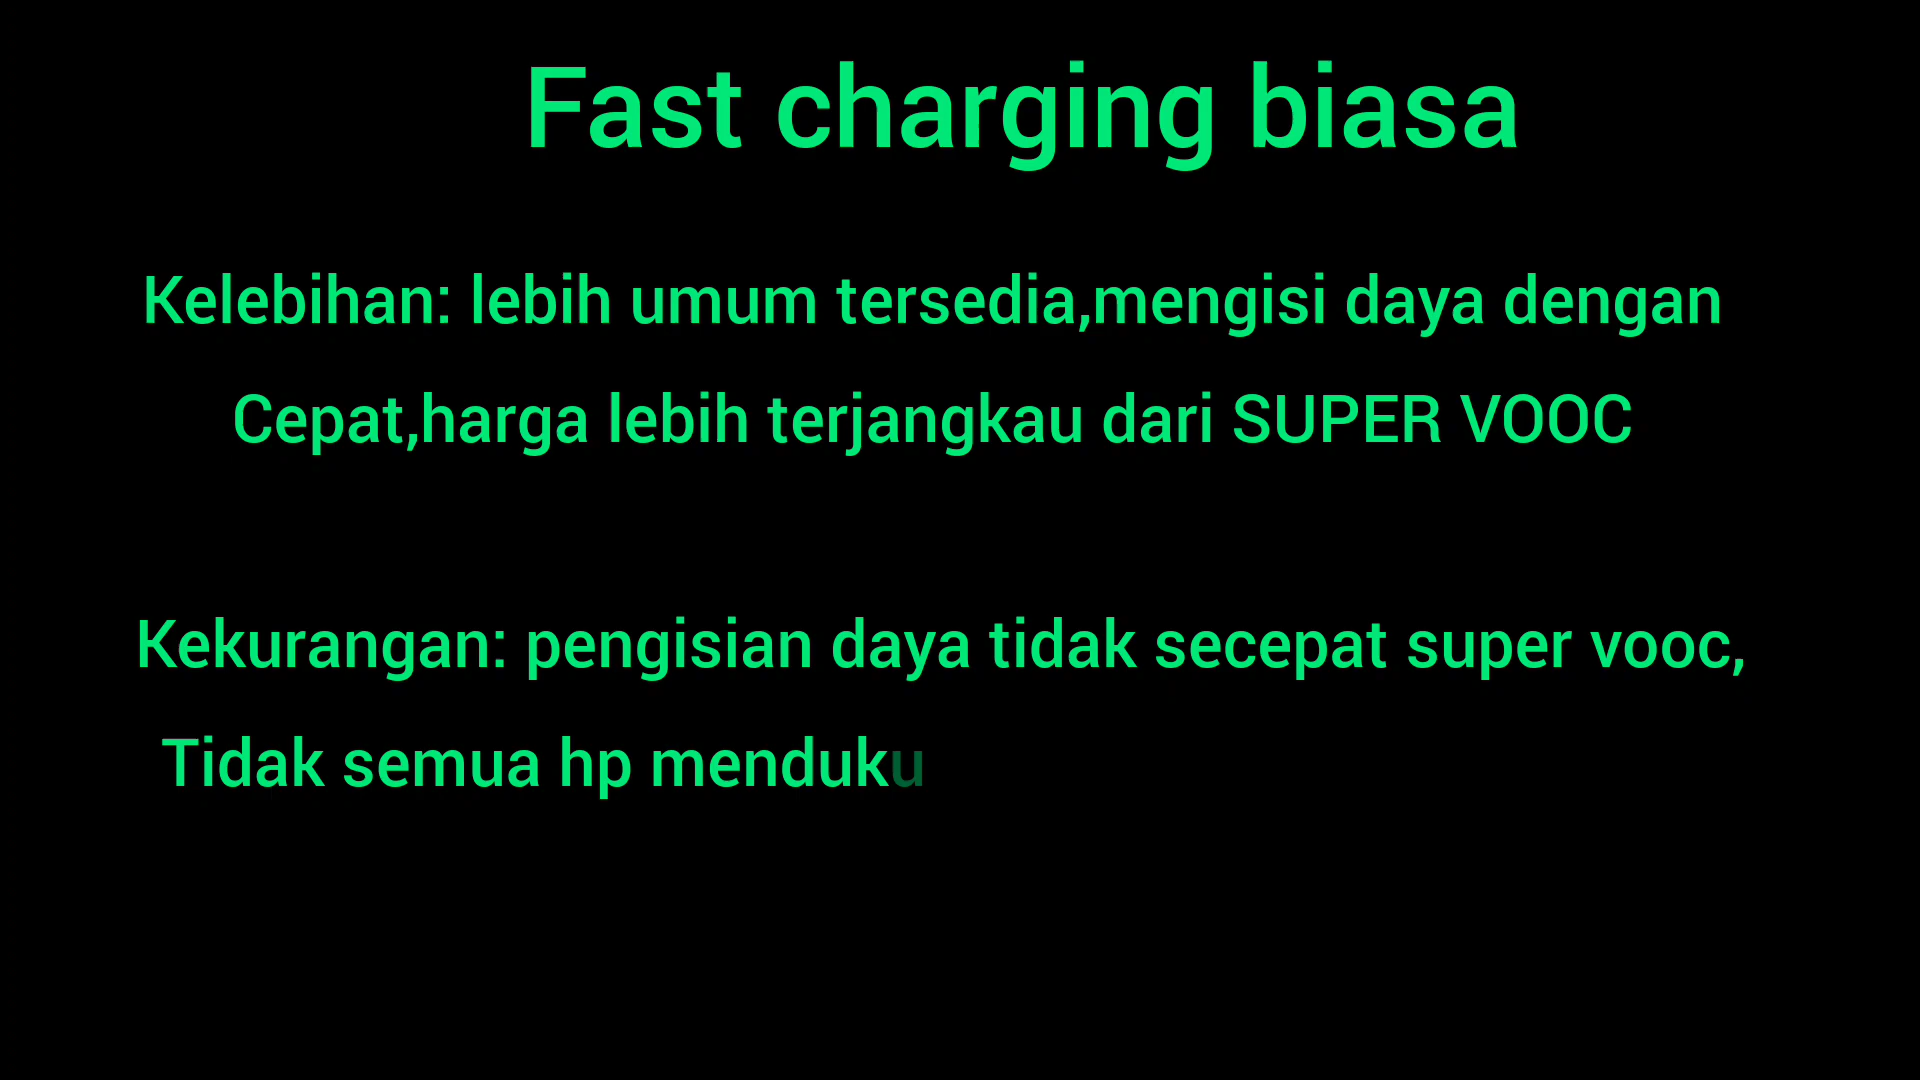 Fast charging biasa
Kelebihan: lebih umum tersedia,mengisi daya dengan
Cepat,harga lebih terjangkau dari SUPER VOOC
Kekurangan: pengisian daya tidak secepat super vooc,
Tidak semua hp menduku